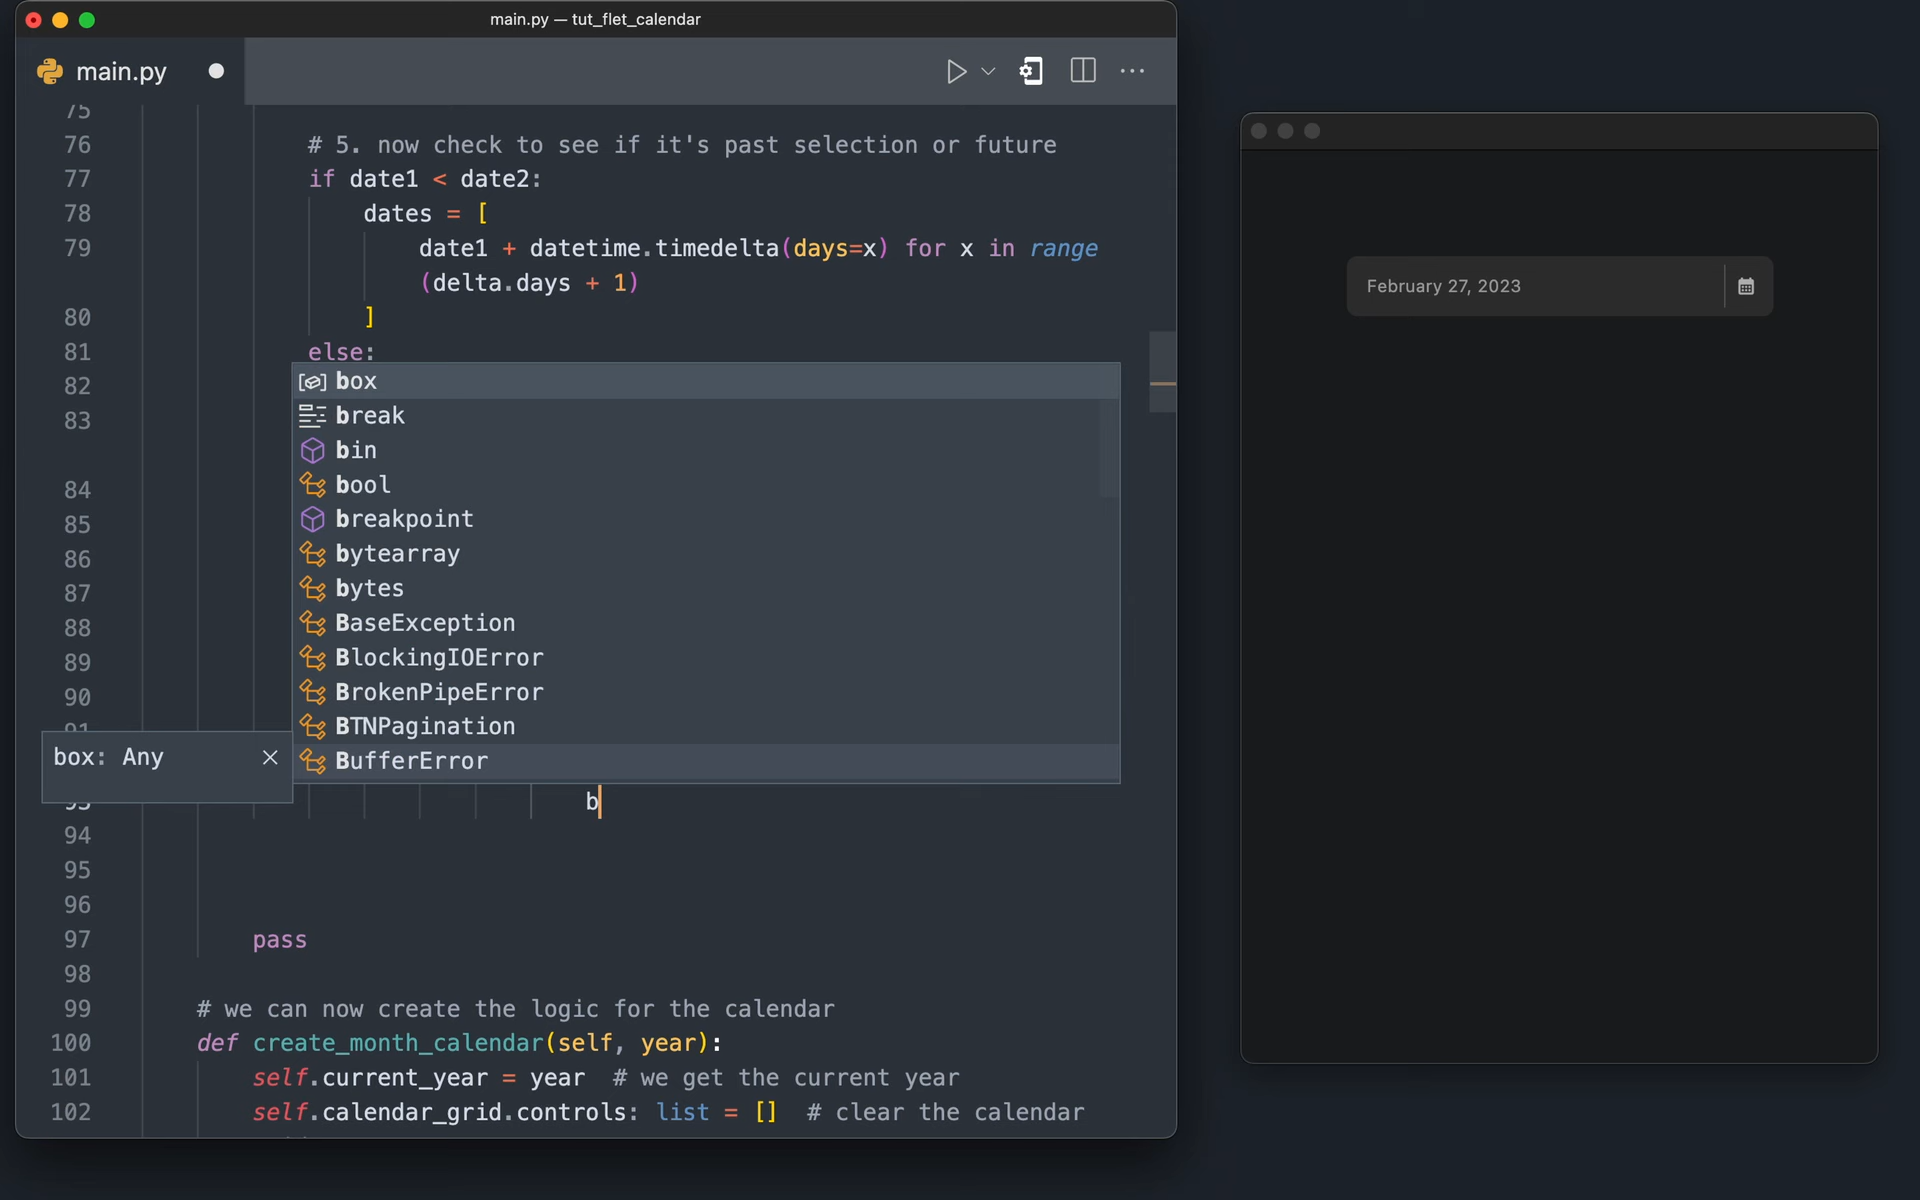 main.py — tut_flet_calendar
main.py
75
76 # 5. now check to see if it's past selection or future
77 if date1 < date2:
78 dates = [
79 date1 + datetime.timedelta(days=x) for x in range
(delta.days + 1)
80 ]
81 else:
82
83
84
85
86
87
88
89
90
91
box
break
bin
bool
breakpoint
bytearray
bytes
BaseException
BlockingIOError
BrokenPipeError
BTNPagination
BufferError
box: Any
93 b
94
95
96
97 pass
98
99 # we can now create the logic for the calendar
100 def create_month_calendar(self, year):
101 self.current_year = year # we get the current year
102 self.calendar_grid.controls: list = [] # clear the calendar
February 27, 2023